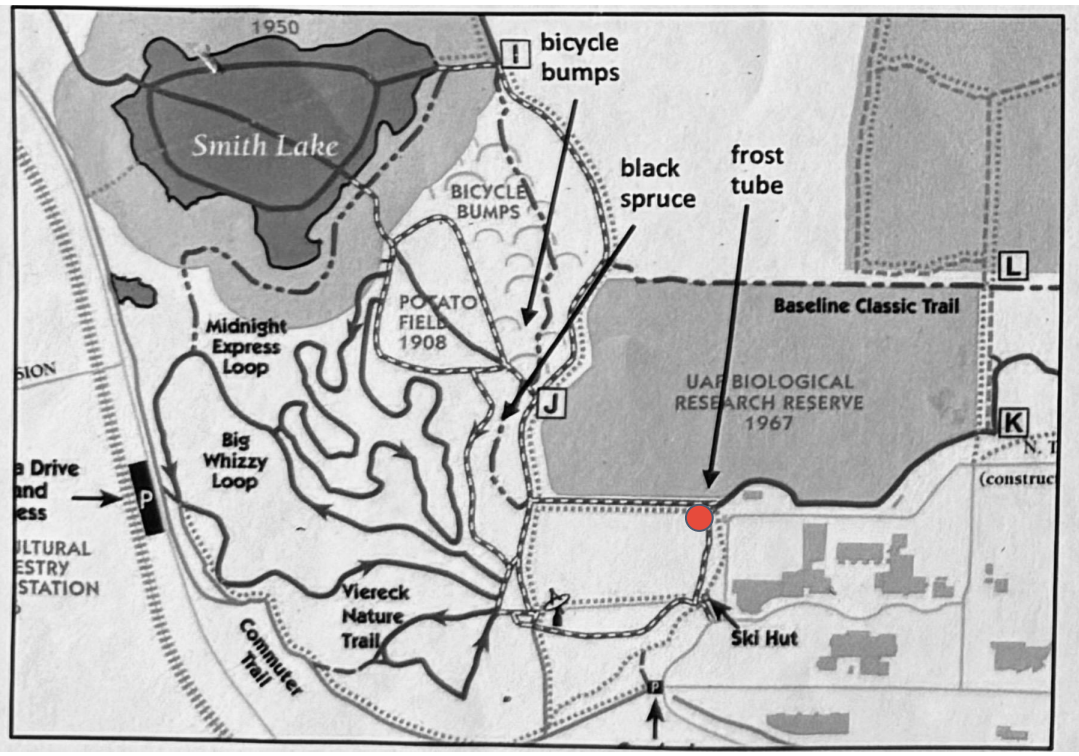 1950
I
bicycle
bumps
Smith Lake
black
spruce
frost
tube
BICYCLE
BUMPS
L
Baseline Classic Trail
POTATO
FIELD
1908
Midnight
Express
Loop
SION
UAF BIOLOGICAL
RESEARCH RESERVE
1967
J
K
N. T
(construc
Big
Whizzy
Loop
a Drive
and
ess
P
ULTURAL
ESTRY
STATION
Viereck
Nature
Trail
Commuter
Trail
Ski Hut
P